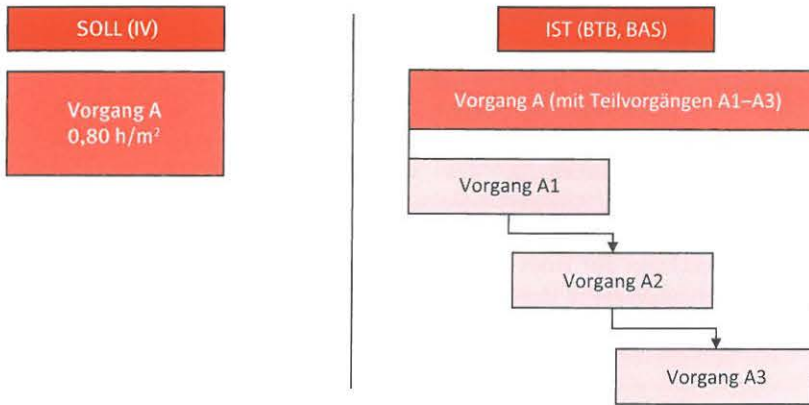 SOLL (IV)
Vorgang A
0,80 h/m²
IST (BTB, BAS)
Vorgang A (mit Teilvorgängen A1–A3)
Vorgang A1
Vorgang A2
Vorgang A3